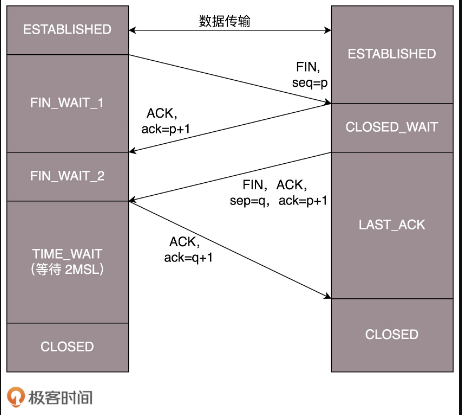 ESTABLISHED
数据传输
ESTABLISHED
FIN,
seq=p
FIN_WAIT_1
ACK,
ack=p+1
CLOSED_WAIT
FIN_WAIT_2
FIN, ACK,
sep=q, ack=p+1
LAST_ACK
TIME_WAIT
（等待 2MSL）
ACK,
ack=q+1
CLOSED
CLOSED
极客时间